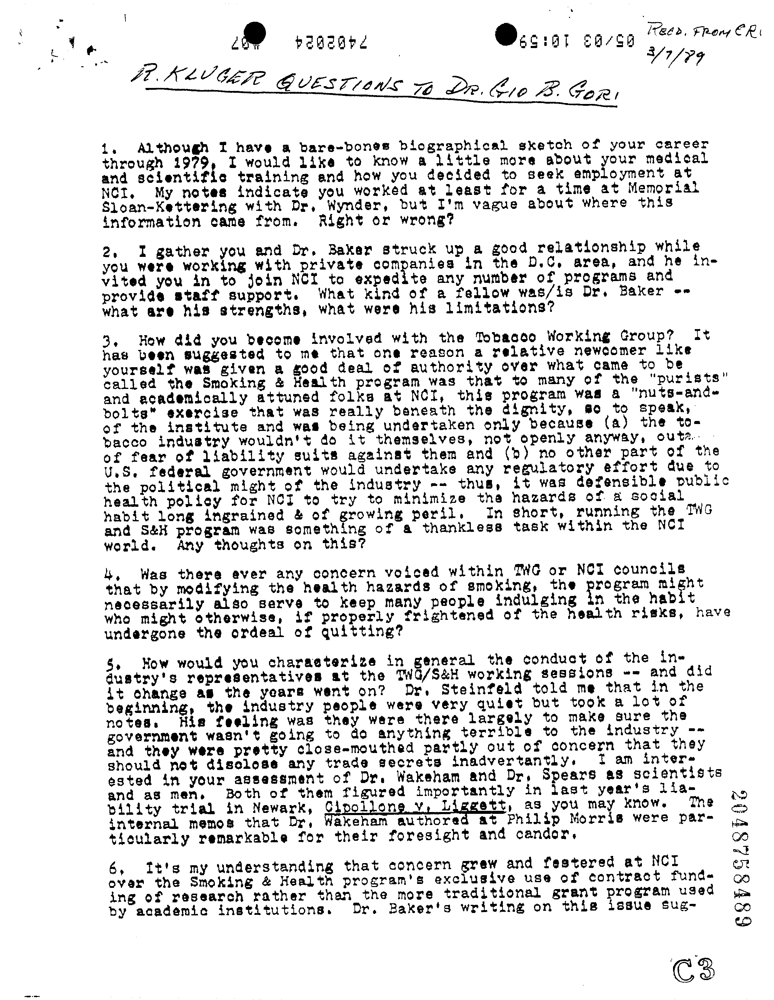 RECD. FROM CRI
3/7/89
#07 7402024 05/03 10:59
R. KLUGER QUESTIONS TO DR. GIO B. GORI
1. Although I have a bare-bones biographical sketch of your career
through 1979, I would like to know a little more about your medical
and scientific training and how you decided to seek employment at
NCI. My notes indicate you worked at least for a time at Memorial
Sloan-Kettering with Dr. Wynder, but I'm vague about where this
information came from. Right or wrong?
2. I gather you and Dr. Baker struck up a good relationship while
you were working with private companies in the D.C. area, and he in-
vited you in to join NCI to expedite any number of programs and
provide staff support. What kind of a fellow was/is Dr. Baker --
what are his strengths, what were his limitations?
3. How did you become involved with the Tobacco Working Group? It
has been suggested to me that one reason a relative newcomer like
yourself was given a good deal of authority over what came to be
called the Smoking & Health program was that to many of the "purists"
and academically attuned folks at NCI, this program was a "nuts-and-
bolts" exercise that was really beneath the dignity, so to speak,
of the institute and was being undertaken only because (a) the to-
bacco industry wouldn't do it themselves, not openly anyway, out
of fear of liability suits against them and (b) no other part of the
U.S. federal government would undertake any regulatory effort due to
the political might of the industry -- thus, it was defensible public
health policy for NCI to try to minimize the hazards of a social
habit long ingrained & of growing peril. In short, running the TWG
and S&H program was something of a thankless task within the NCI
world. Any thoughts on this?
4. Was there ever any concern voiced within TWG or NCI councils
that by modifying the health hazards of smoking, the program might
necessarily also serve to keep many people indulging in the habit
who might otherwise, if properly frightened of the health risks, have
undergone the ordeal of quitting?
5. How would you characterize in general the conduct of the in-
dustry's representatives at the TWG/S&H working sessions -- and did
it change as the years went on? Dr. Steinfeld told me that in the
beginning, the industry people were very quiet but took a lot of
notes. His feeling was they were there largely to make sure the
government wasn't going to do anything terrible to the industry --
and they were pretty close-mouthed partly out of concern that they
should not disclose any trade secrets inadvertantly. I am inter-
ested in your assessment of Dr. Wakeham and Dr. Spears as scientists
and as men. Both of them figured importantly in last year's lia-
bility trial in Newark, Cipollone v. Liggett, as you may know. The
internal memos that Dr. Wakeham authored at Philip Morris were par-
ticularly remarkable for their foresight and candor.
6. It's my understanding that concern grew and festered at NCI
over the Smoking & Health program's exclusive use of contract fund-
ing of research rather than the more traditional grant program used
by academic institutions. Dr. Baker's writing on this issue sug-
2048758489
C3